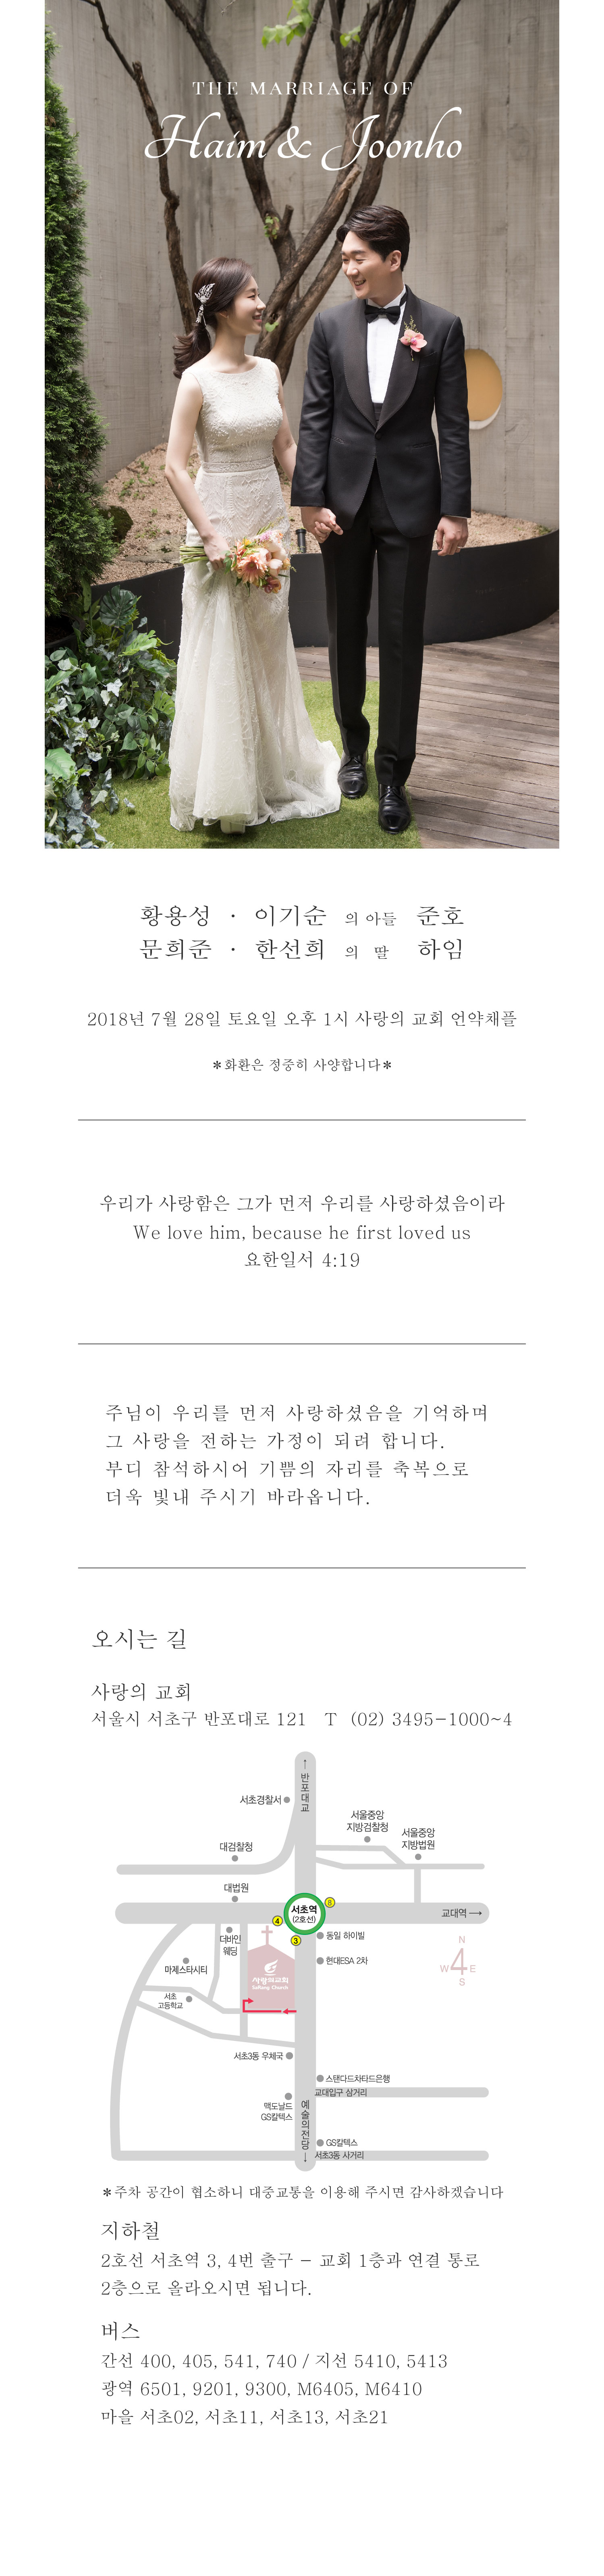 THE MARRIAGE OF
Haim & Joonho
황용성 · 이기순 의 아들 준호
문희준 · 한선희 의 딸 하임
2018년 7월 28일 토요일 오후 1시 사랑의 교회 언약채플
*화환은 정중히 사양합니다*
우리가 사랑함은 그가 먼저 우리를 사랑하셨음이라
We love him, because he first loved us
요한일서 4:19
주님이 우리를 먼저 사랑하셨음을 기억하며
그 사랑을 전하는 가정이 되려 합니다.
부디 참석하시어 기쁨의 자리를 축복으로
더욱 빛내 주시기 바라옵니다.
오시는 길
사랑의 교회
서울시 서초구 반포대로 121 T (02) 3495-1000~4
← 반포대교
서초경찰서
서울중앙
지방검찰청
서울중앙
지방법원
대검찰청
대법원
서초역
(2호선)
8
4
3
교대역 →
더바인
웨딩
동일 하이빌
현대ESA 2차
마제스타시티
사랑의교회
SaRang Church
N
W 4 E
S
서초
고등학교
서초3동 우체국
스탠다드차타드은행
교대입구 삼거리
맥도날드
GS칼텍스
예술의전당 →
GS칼텍스
서초3동 사거리
*주차 공간이 협소하니 대중교통을 이용해 주시면 감사하겠습니다
지하철
2호선 서초역 3, 4번 출구 - 교회 1층과 연결 통로
2층으로 올라오시면 됩니다.
버스
간선 400, 405, 541, 740 / 지선 5410, 5413
광역 6501, 9201, 9300, M6405, M6410
마을 서초02, 서초11, 서초13, 서초21